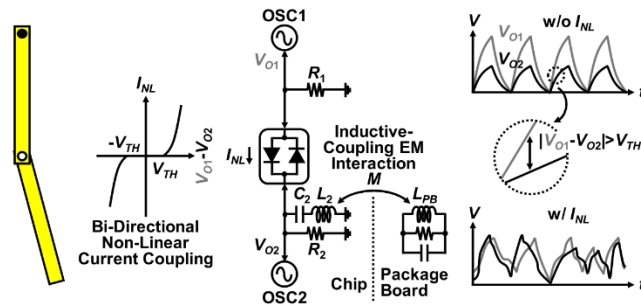 OSC1
V_O1
R_1
I_NL
-V_TH
V_TH
V_O1-V_O2
Bi-Directional
Non-Linear
Current Coupling
I_NL↓
Inductive-
Coupling EM
Interaction
M
C_2 L_2
L_PB
R_2
V_O2
OSC2
Chip
Package
Board
V
w/o I_NL
V_O1
V_O2
t
|V_O1-V_O2|>V_TH
V
w/ I_NL
t